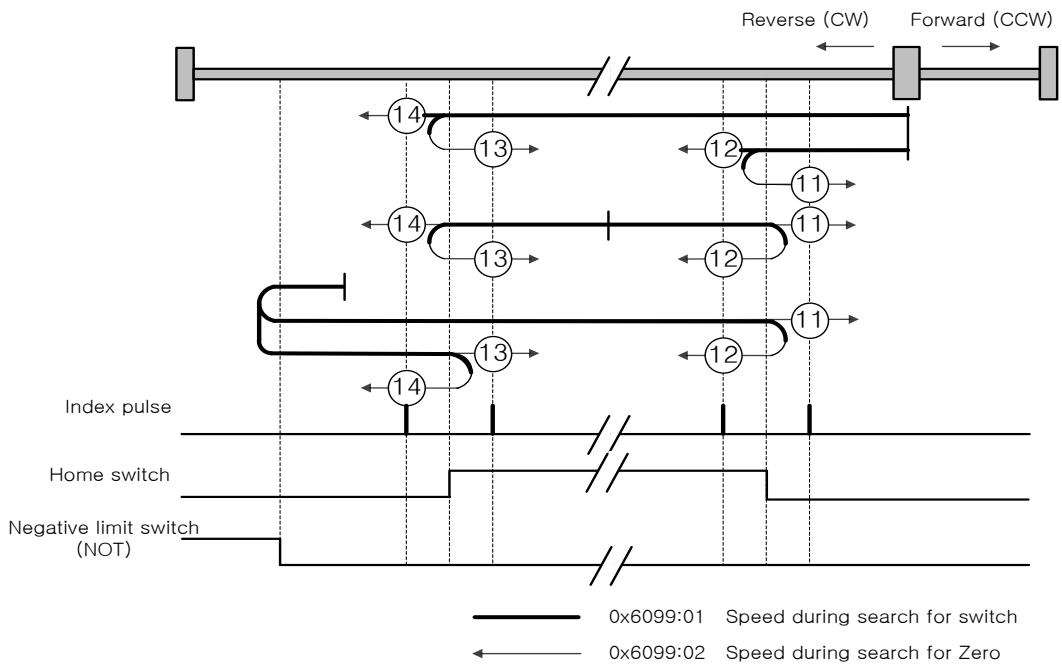 Reverse (CW) Forward (CCW)
14
13
12
11
14
11
13
12
11
13
12
14
Index pulse
Home switch
Negative limit switch
(NOT)
0x6099:01 Speed during search for switch
0x6099:02 Speed during search for Zero